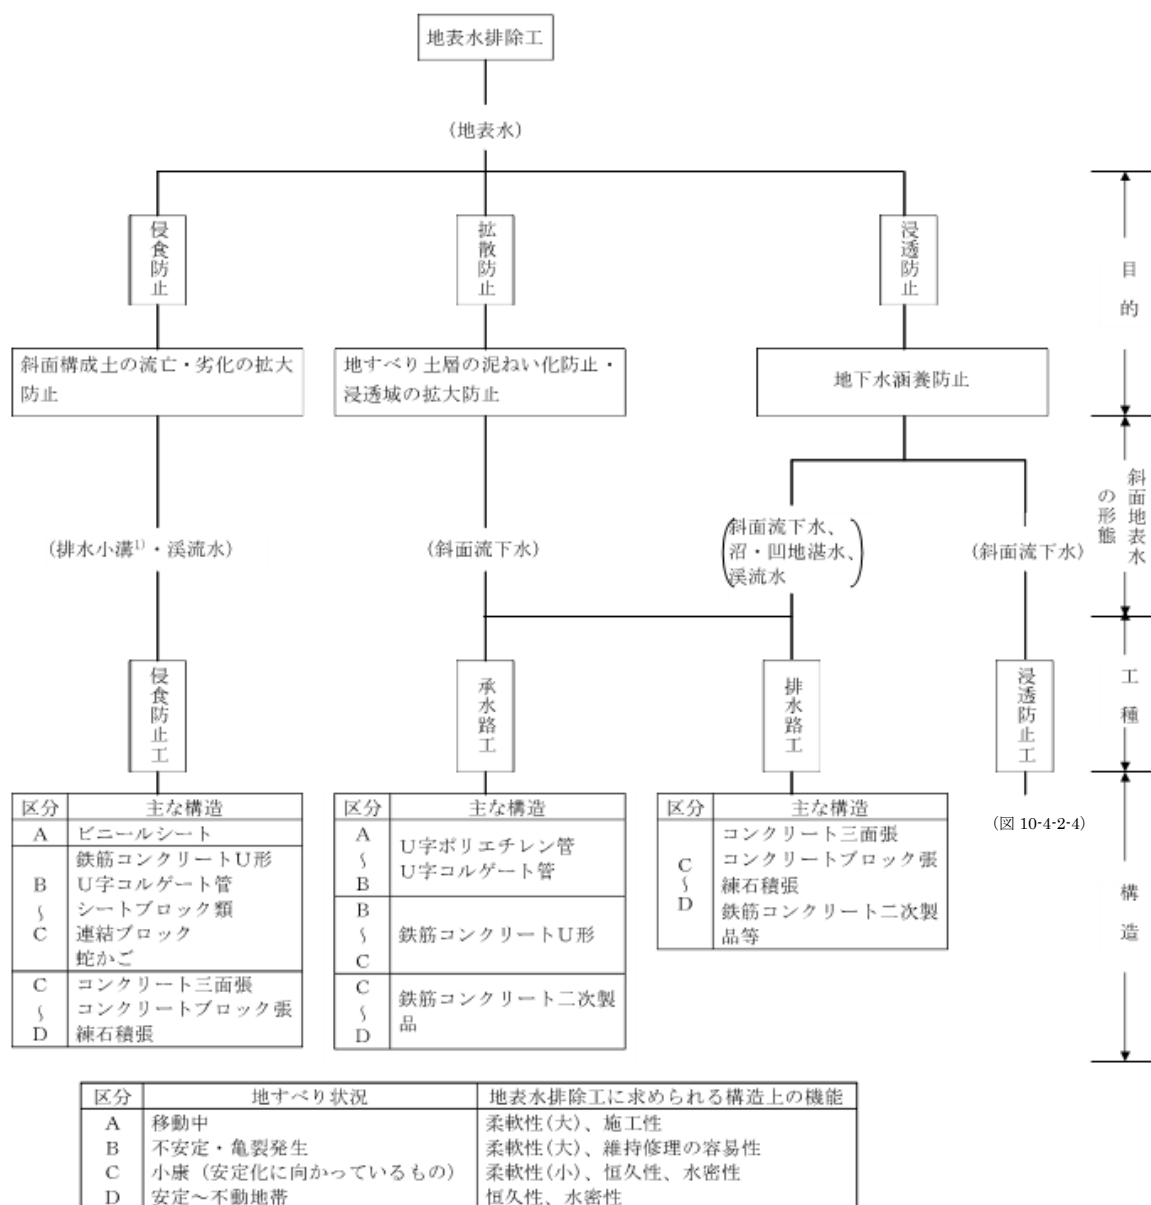 地表水排除工
(地表水)
侵食防止
拡散防止
浸透防止
目的
斜面構成土の流亡・劣化の拡大
防止
地すべり土層の泥ねい化防止・
浸透域の拡大防止
地下水涵養防止
斜面地表水
の形態
(排水小溝1)・渓流水)
(斜面流下水)
(斜面流下水、
沼・凹地湛水、
渓流水)
(斜面流下水)
侵食防止工
承水路工
排水路工
浸透防止工
工種
区分 主な構造
A ビニールシート
B〜C 鉄筋コンクリートU形
U字コルゲート管
シートブロック類
連結ブロック
蛇かご
C〜D コンクリート三面張
コンクリートブロック張
練石積張
区分 主な構造
A〜B U字ポリエチレン管
U字コルゲート管
B〜C 鉄筋コンクリートU形
C〜D 鉄筋コンクリート二次製
品
区分 主な構造
C〜D コンクリート三面張
コンクリートブロック張
練石積張
鉄筋コンクリート二次製
品等
(図 10-4-2-4)
構造
区分 地すべり状況 地表水排除工に求められる構造上の機能
A 移動中 柔軟性(大)、施工性
B 不安定・亀裂発生 柔軟性(大)、維持修理の容易性
C 小康（安定化に向かっているもの） 柔軟性(小)、恒久性、水密性
D 安定〜不動地帯 恒久性、水密性